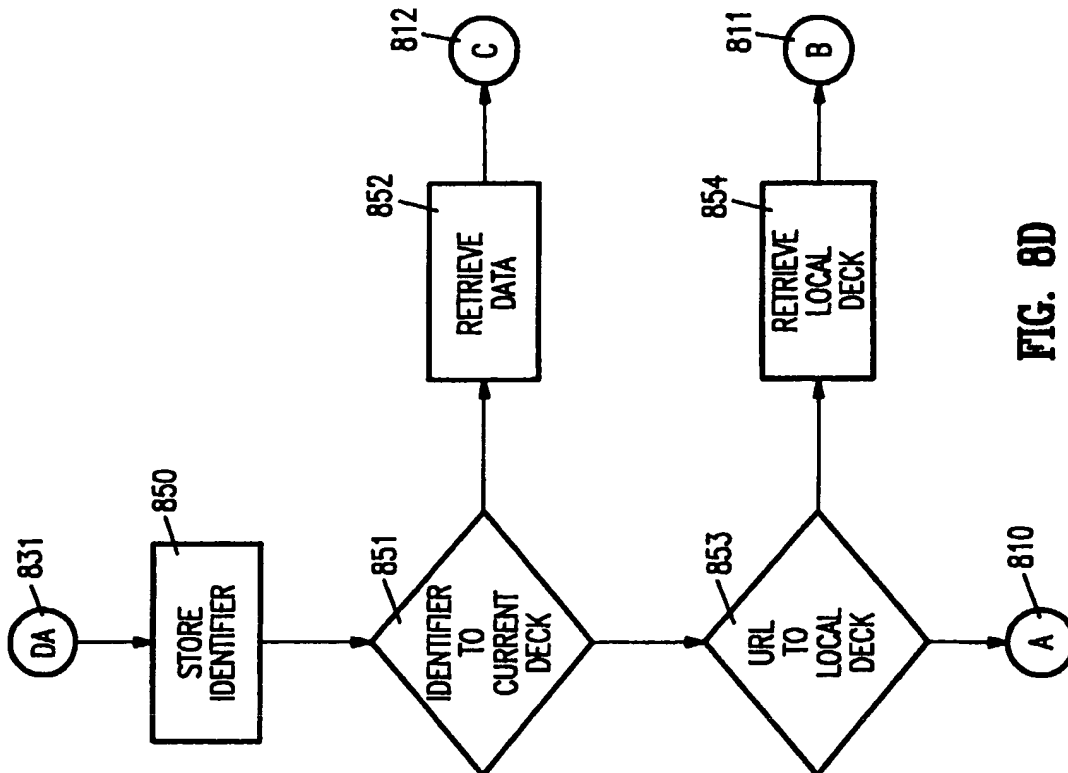 DA
831
STORE
IDENTIFIER
850
IDENTIFIER
TO
CURRENT
DECK
851
RETRIEVE
DATA
852
C
812
URL
TO
LOCAL
DECK
853
RETRIEVE
LOCAL
DECK
854
B
811
A
810
FIG. 8D